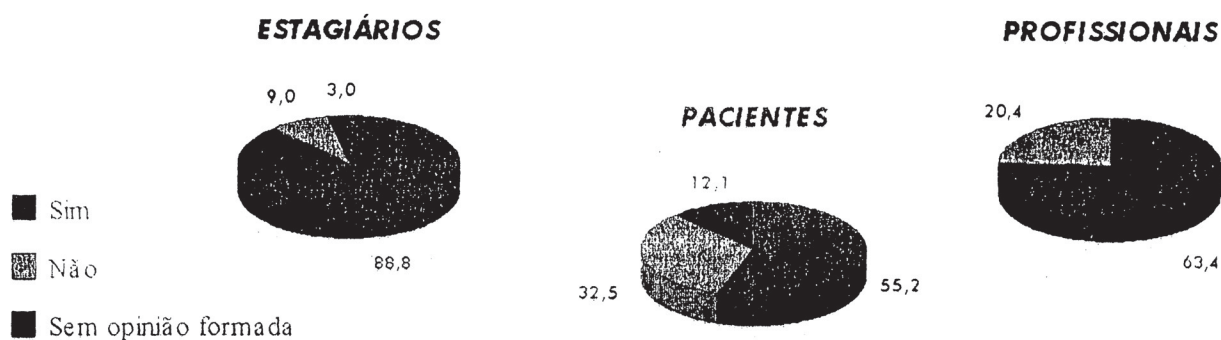 ESTAGIÁRIOS
9,0
3,0
88,8
PACIENTES
12,1
32,5
55,2
PROFISSIONAIS
20,4
63,4
Sim
Não
Sem opinião formada